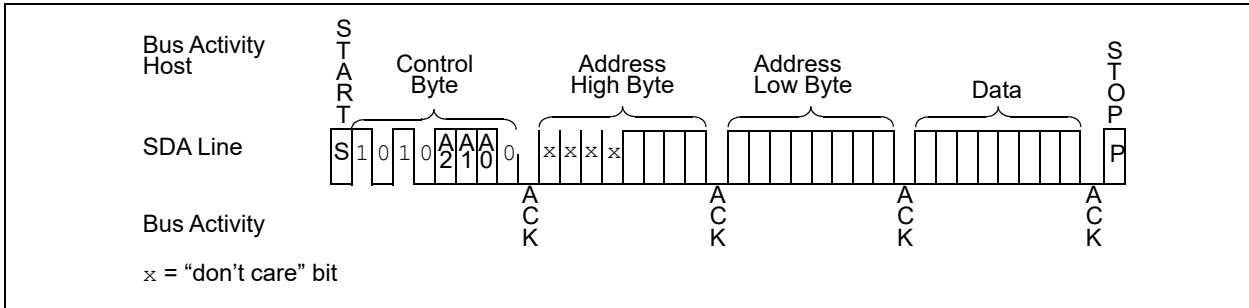 Bus Activity Host
START
Control Byte
Address High Byte
Address Low Byte
Data
STOP
SDA Line
S 1 0 1 0 A2 A1 A0 0 x x x x P
Bus Activity
ACK ACK ACK ACK
x = “don’t care” bit